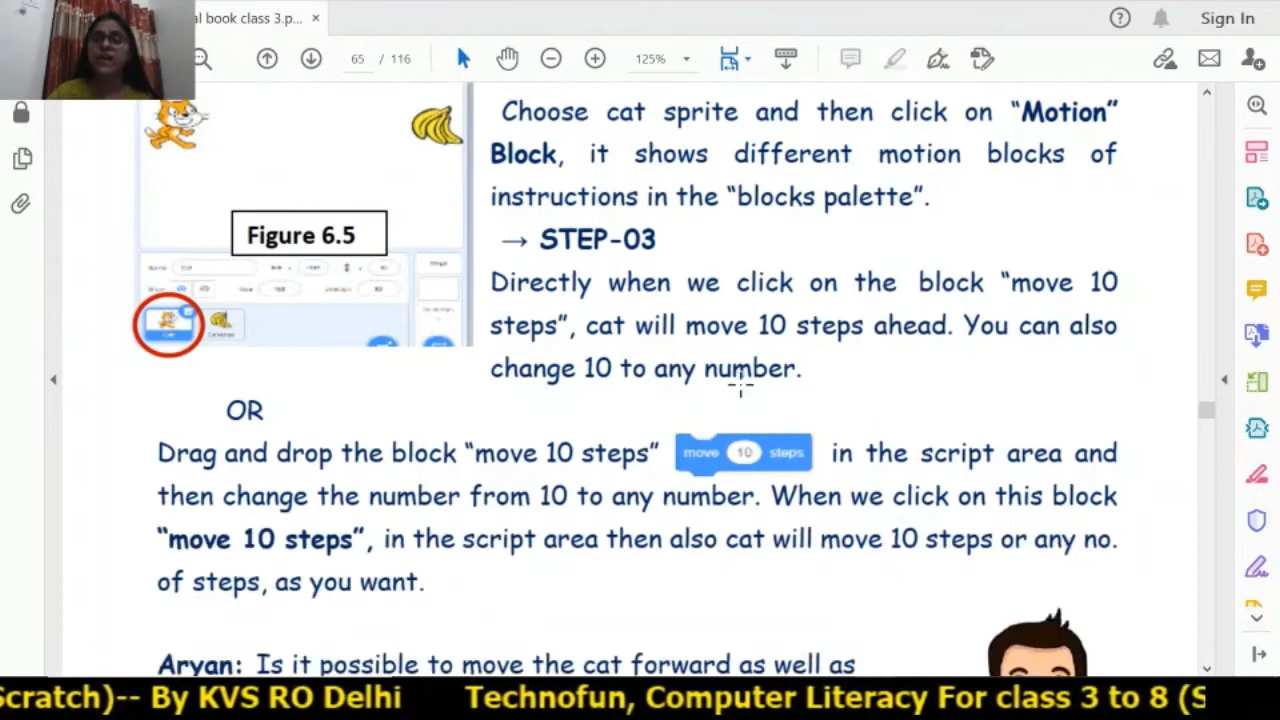 al book class 3.p... ×
Sign In
65 / 116
125%
Choose cat sprite and then click on "Motion"
Block, it shows different motion blocks of
instructions in the "blocks palette".
→ STEP-03
Directly when we click on the block "move 10
steps", cat will move 10 steps ahead. You can also
change 10 to any number.
Figure 6.5
OR
Drag and drop the block "move 10 steps" move 10 steps in the script area and
then change the number from 10 to any number. When we click on this block
"move 10 steps", in the script area then also cat will move 10 steps or any no.
of steps, as you want.
Aryan: Is it possible to move the cat forward as well as
Scratch)-- By KVS RO Delhi Technofun, Computer Literacy For class 3 to 8 (S